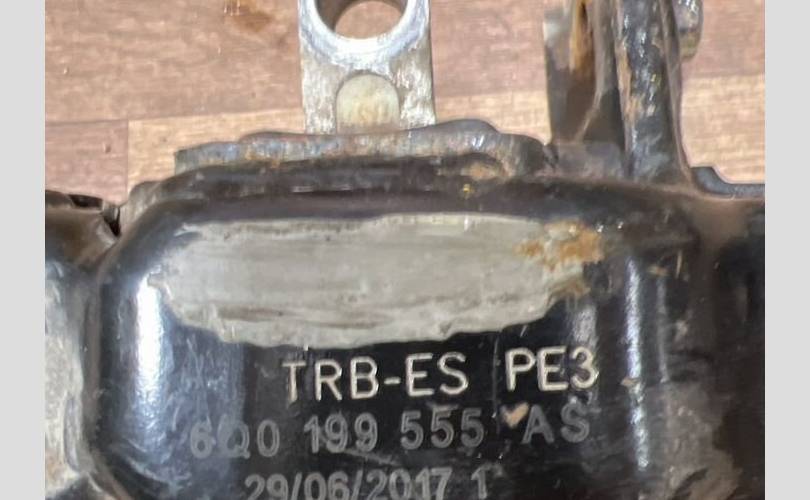 TRB-ES PE3
6Q0 199 555 AS
29/06/2017 1